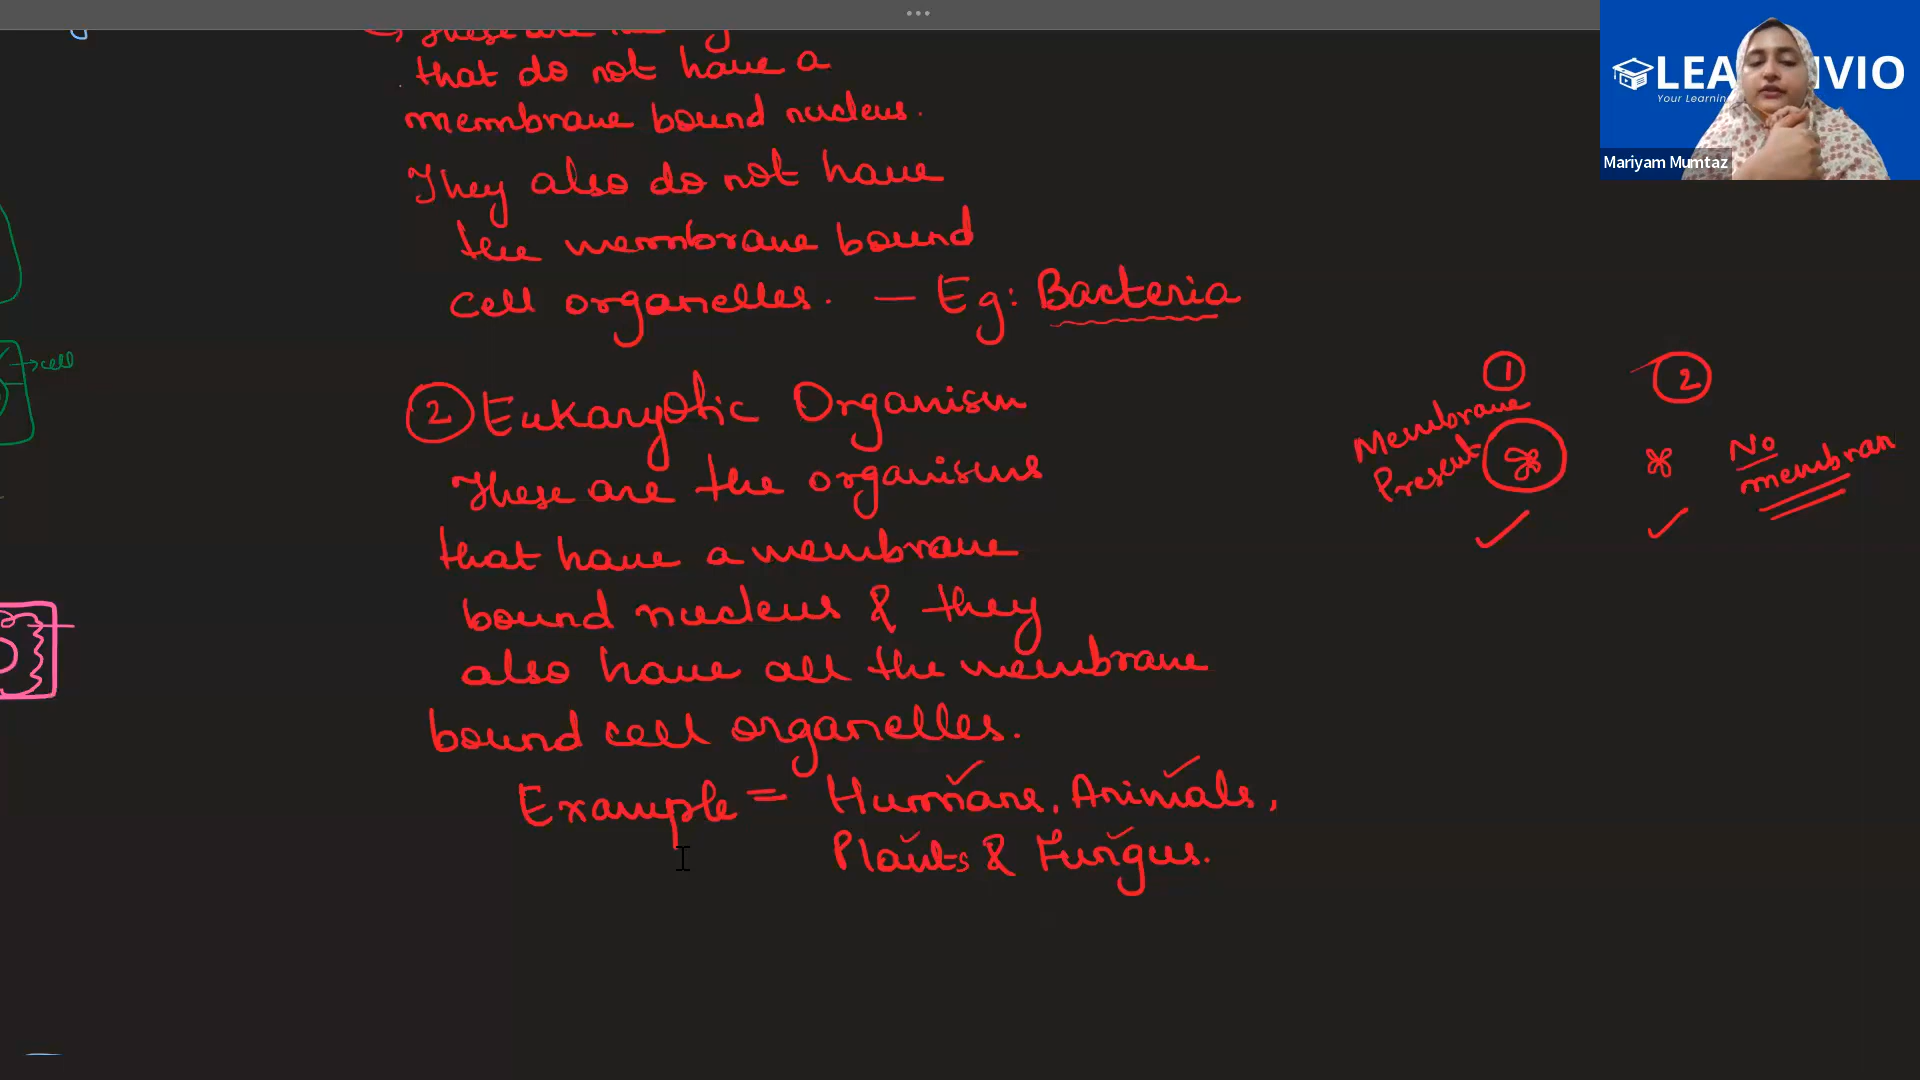 These are
that do not have a
membrane bound nucleus.
They also do not have
the membrane bound
cell organelles. — Eg: Bacteria
→ cell
② Eukaryotic Organism
These are the organisms
that have a membrane
bound nucleus & they
also have all the membrane
bound cell organelles.
Example = Humans, Animals,
Plants & Fungus.
① ②
Membrane
Present
No
membran
LEA VIO
Your Learnin
Mariyam Mumtaz